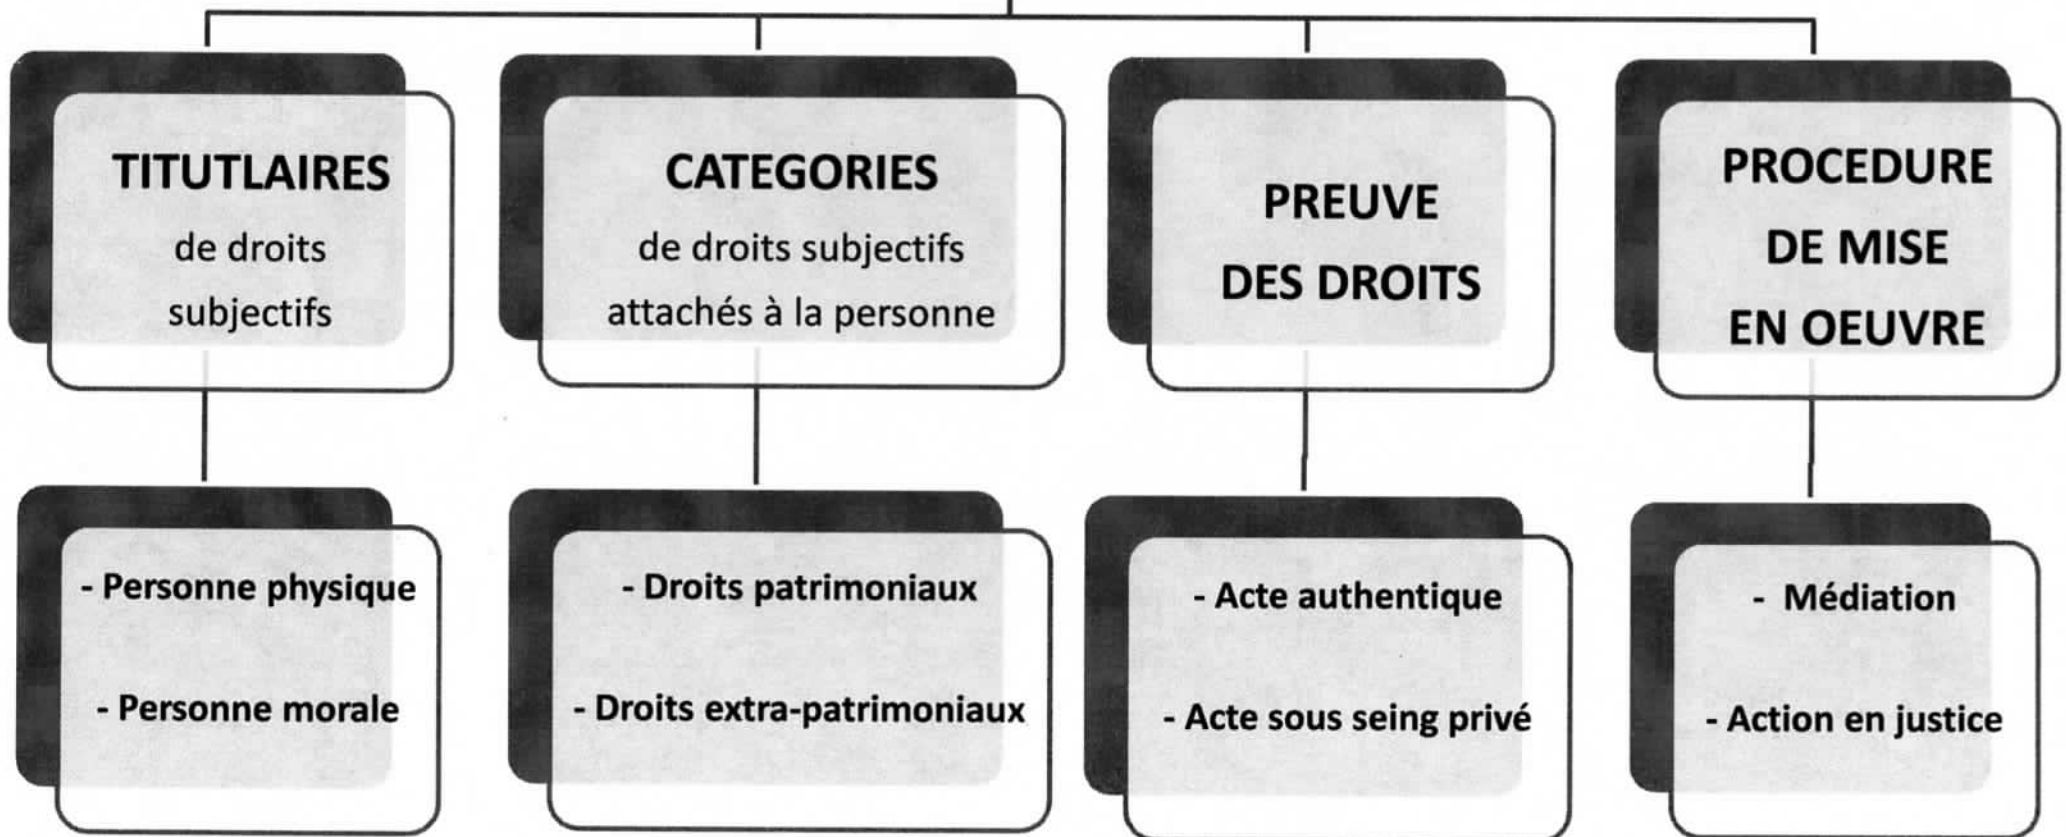 TITUTLAIRES
de droits
subjectifs
CATEGORIES
de droits subjectifs
attachés à la personne
PREUVE
DES DROITS
PROCEDURE
DE MISE
EN OEUVRE
- Personne physique
- Personne morale
- Droits patrimoniaux
- Droits extra-patrimoniaux
- Acte authentique
- Acte sous seing privé
- Médiation
- Action en justice